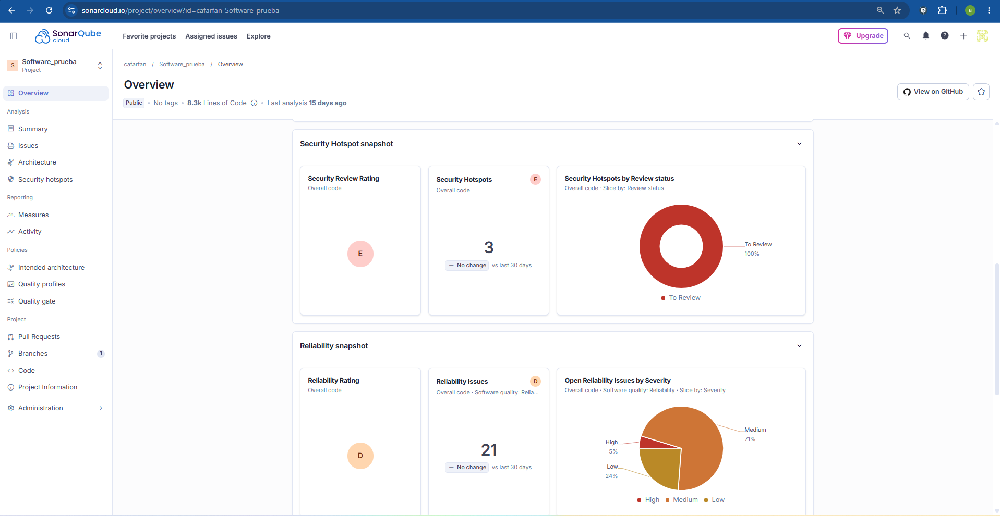 sonarcloud.io/project/overview?id=cafarfan_Software_prueba
a
SonarQube
cloud
Favorite projects
Assigned issues
Explore
Upgrade
S
Software_prueba
Project
Overview
Analysis
Summary
Issues
Architecture
Security hotspots
Reporting
Measures
Activity
Policies
Intended architecture
Quality profiles
Quality gate
Project
Pull Requests
Branches
1
Code
Project Information
Administration
cafarfan / Software_prueba / Overview
Overview
Public • No tags • 8.3k Lines of Code • Last analysis 15 days ago
View on GitHub
Security Hotspot snapshot
Security Review Rating
Overall code
E
Security Hotspots
E
Overall code
3
No change vs last 30 days
Security Hotspots by Review status
Overall code · Slice by: Review status
To Review
100%
To Review
Reliability snapshot
Reliability Rating
Overall code
D
Reliability Issues
D
Overall code · Software quality: Relia...
21
No change vs last 30 days
Open Reliability Issues by Severity
Overall code · Software quality: Reliability · Slice by: Severity
Medium
71%
High
5%
Low
24%
High Medium Low